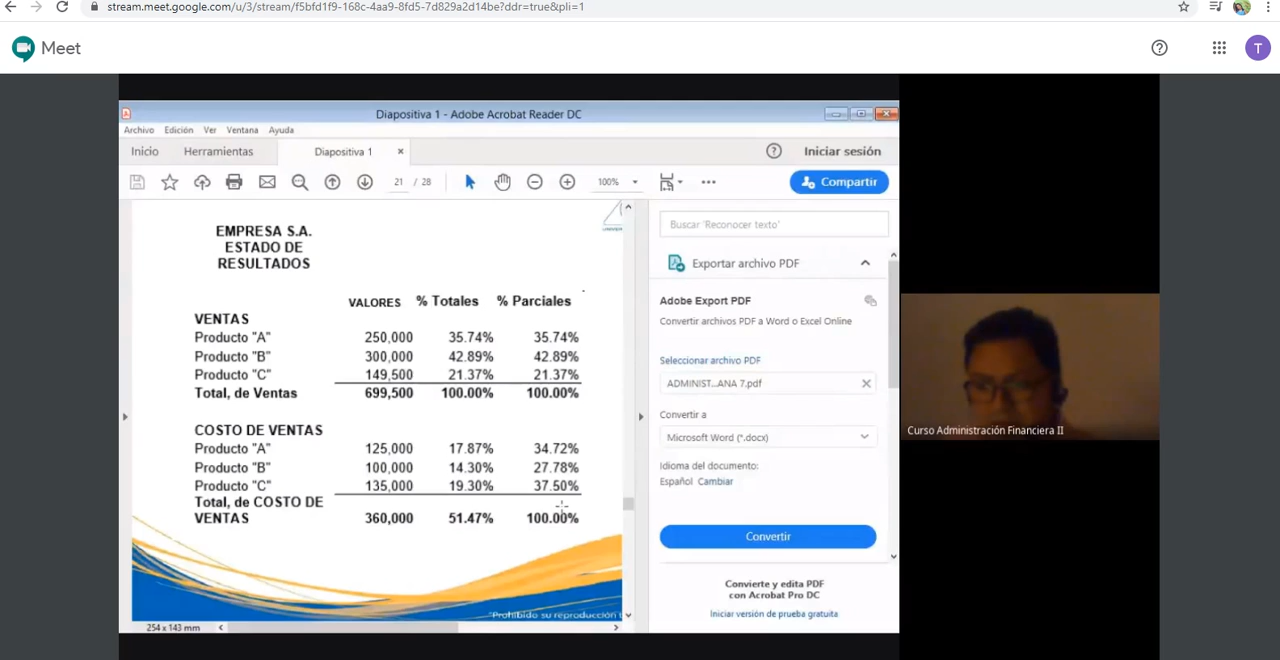 stream.meet.google.com/u/3/stream/f5bfd1f9-168c-4aa9-8fd5-7d829a2d14be?ddr=true&pli=1
Meet
T
Diapositiva 1 - Adobe Acrobat Reader DC
Archivo Edición Ver Ventana Ayuda
Inicio Herramientas Diapositiva 1 Iniciar sesión
21 / 28 100% Compartir
EMPRESA S.A.
ESTADO DE
RESULTADOS
VALORES % Totales % Parciales
VENTAS
Producto "A" 250,000 35.74% 35.74%
Producto "B" 300,000 42.89% 42.89%
Producto "C" 149,500 21.37% 21.37%
Total, de Ventas 699,500 100.00% 100.00%
COSTO DE VENTAS
Producto "A" 125,000 17.87% 34.72%
Producto "B" 100,000 14.30% 27.78%
Producto "C" 135,000 19.30% 37.50%
Total, de COSTO DE
VENTAS 360,000 51.47% 100.00%
"Prohibido su reproducción
254 x 143 mm
Buscar 'Reconocer texto'
Exportar archivo PDF
Adobe Export PDF
Convertir archivos PDF a Word o Excel Online
Seleccionar archivo PDF
ADMINIST...ANA 7.pdf
Convertir a
Microsoft Word (*.docx)
Idioma del documento:
Español Cambiar
Convertir
Convierte y edita PDF
con Acrobat Pro DC
Iniciar versión de prueba gratuita
Curso Administración Financiera II